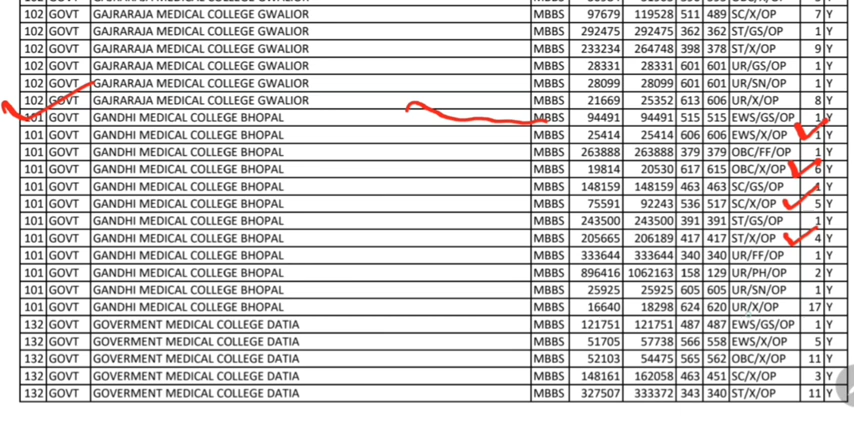 102 GOVT GAJRARAJA MEDICAL COLLEGE GWALIOR MBBS 97679 119528 511 489 SC/X/OP 7 Y
102 GOVT GAJRARAJA MEDICAL COLLEGE GWALIOR MBBS 292475 292475 362 362 ST/GS/OP 1 Y
102 GOVT GAJRARAJA MEDICAL COLLEGE GWALIOR MBBS 233234 264748 398 378 ST/X/OP 9 Y
102 GOVT GAJRARAJA MEDICAL COLLEGE GWALIOR MBBS 28331 28331 601 601 UR/GS/OP 1 Y
102 GOVT GAJRARAJA MEDICAL COLLEGE GWALIOR MBBS 28099 28099 601 601 UR/SN/OP 1 Y
102 GOVT GAJRARAJA MEDICAL COLLEGE GWALIOR MBBS 21669 25352 613 606 UR/X/OP 8 Y
101 GOVT GANDHI MEDICAL COLLEGE BHOPAL MBBS 94491 94491 515 515 EWS/GS/OP 1 Y
101 GOVT GANDHI MEDICAL COLLEGE BHOPAL MBBS 25414 25414 606 606 EWS/X/OP 1 Y
101 GOVT GANDHI MEDICAL COLLEGE BHOPAL MBBS 263888 263888 379 379 OBC/FF/OP 1 Y
101 GOVT GANDHI MEDICAL COLLEGE BHOPAL MBBS 19814 20530 617 615 OBC/X/OP 6 Y
101 GOVT GANDHI MEDICAL COLLEGE BHOPAL MBBS 148159 148159 463 463 SC/GS/OP 1 Y
101 GOVT GANDHI MEDICAL COLLEGE BHOPAL MBBS 75591 92243 536 517 SC/X/OP 5 Y
101 GOVT GANDHI MEDICAL COLLEGE BHOPAL MBBS 243500 243500 391 391 ST/GS/OP 1 Y
101 GOVT GANDHI MEDICAL COLLEGE BHOPAL MBBS 205665 206189 417 417 ST/X/OP 4 Y
101 GOVT GANDHI MEDICAL COLLEGE BHOPAL MBBS 333644 333644 340 340 UR/FF/OP 1 Y
101 GOVT GANDHI MEDICAL COLLEGE BHOPAL MBBS 896416 1062163 158 129 UR/PH/OP 2 Y
101 GOVT GANDHI MEDICAL COLLEGE BHOPAL MBBS 25925 25925 605 605 UR/SN/OP 1 Y
101 GOVT GANDHI MEDICAL COLLEGE BHOPAL MBBS 16640 18298 624 620 UR/X/OP 17 Y
132 GOVT GOVERMENT MEDICAL COLLEGE DATIA MBBS 121751 121751 487 487 EWS/GS/OP 1 Y
132 GOVT GOVERMENT MEDICAL COLLEGE DATIA MBBS 51705 57738 566 558 EWS/X/OP 5 Y
132 GOVT GOVERMENT MEDICAL COLLEGE DATIA MBBS 52103 54475 565 562 OBC/X/OP 11 Y
132 GOVT GOVERMENT MEDICAL COLLEGE DATIA MBBS 148161 162058 463 451 SC/X/OP 3 Y
132 GOVT GOVERMENT MEDICAL COLLEGE DATIA MBBS 327507 333372 343 340 ST/X/OP 11 Y